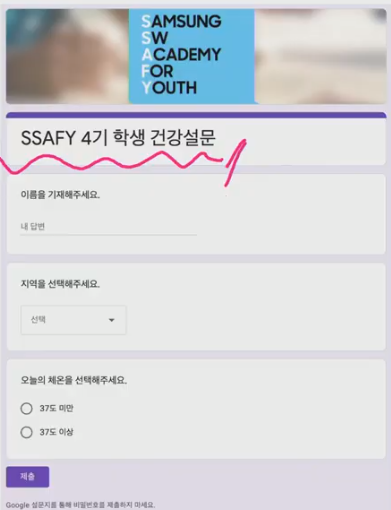 SAMSUNG
SW
ACADEMY
FOR
YOUTH
SSAFY 4기 학생 건강설문
이름을 기재해주세요.
내 답변
지역을 선택해주세요.
선택
오늘의 체온을 선택해주세요.
37도 미만
37도 이상
제출
Google 설문지를 통해 비밀번호를 제출하지 마세요.